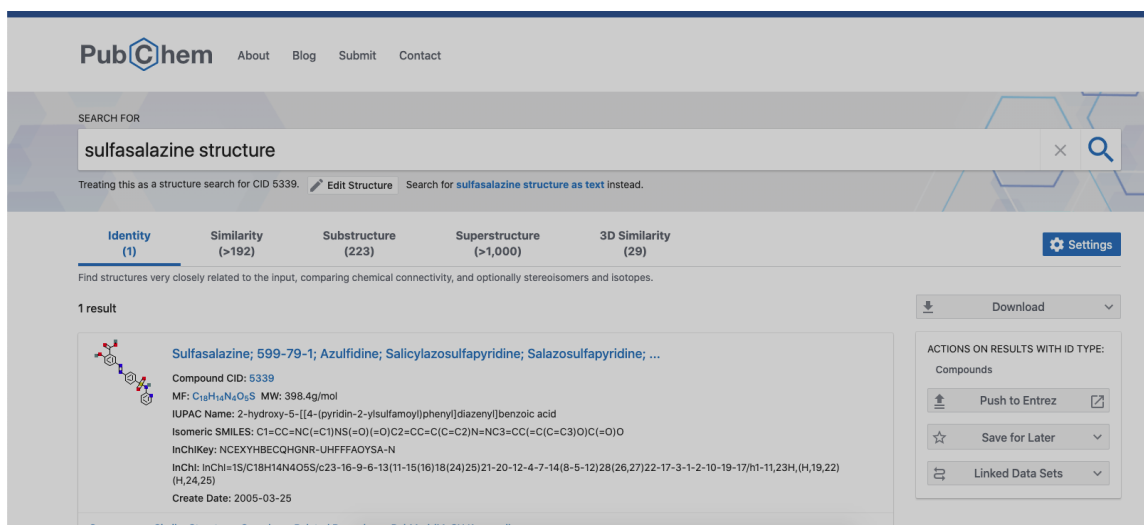 PubChem About Blog Submit Contact
SEARCH FOR
sulfasalazine structure
Treating this as a structure search for CID 5339. Edit Structure Search for sulfasalazine structure as text instead.
Identity (1)
Similarity (>192)
Substructure (223)
Superstructure (>1,000)
3D Similarity (29)
Settings
Find structures very closely related to the input, comparing chemical connectivity, and optionally stereoisomers and isotopes.
1 result
Download
Sulfasalazine; 599-79-1; Azulfidine; Salicylazosulfapyridine; Salazosulfapyridine; ...
Compound CID: 5339
MF: C₁₈H₁₄N₄O₅S MW: 398.4g/mol
IUPAC Name: 2-hydroxy-5-[[4-(pyridin-2-ylsulfamoyl)phenyl]diazenyl]benzoic acid
Isomeric SMILES: C1=CC=NC(=C1)NS(=O)(=O)C2=CC=C(C=C2)N=NC3=CC(=C(C=C3)O)C(=O)O
InChIKey: NCEXYHBECQHGNR-UHFFFAOYSA-N
InChI: InChI=1S/C18H14N4O5S/c23-16-9-6-13(11-15(16)18(24)25)21-20-12-4-7-14(8-5-12)28(26,27)22-17-3-1-2-10-19-17/h1-11,23H,(H,19,22)
(H,24,25)
Create Date: 2005-03-25
ACTIONS ON RESULTS WITH ID TYPE:
Compounds
Push to Entrez
Save for Later
Linked Data Sets